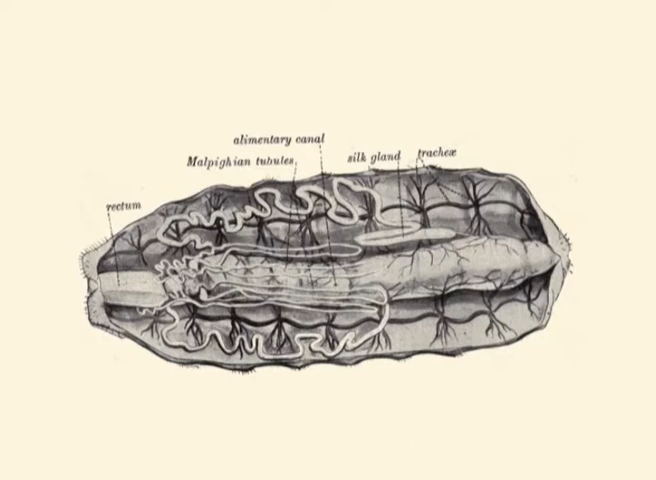 alimentary canal
Malpighian tubules
silk gland
tracheæ
rectum